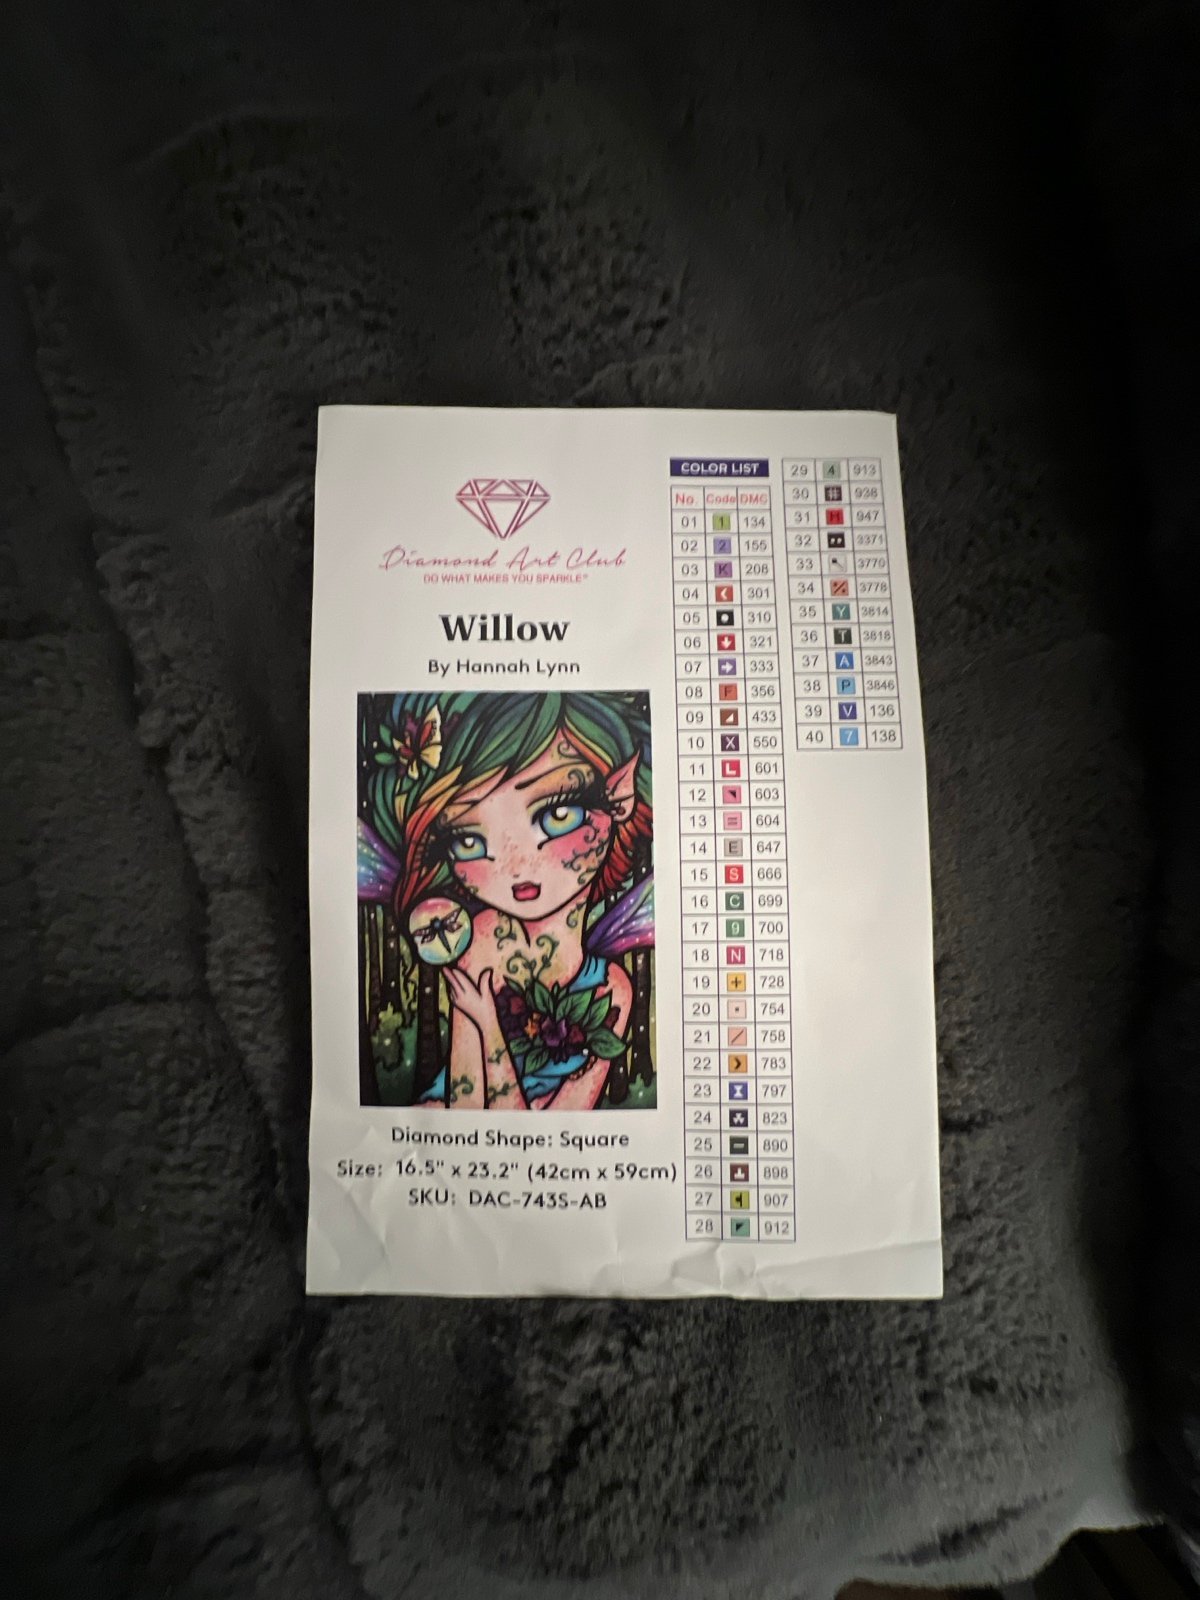 Diamond Art Club
DO WHAT MAKES YOU SPARKLE®
Willow
By Hannah Lynn
Diamond Shape: Square
Size: 16.5" x 23.2" (42cm x 59cm)
SKU: DAC-743S-AB
COLOR LIST
No. Code DMC
01 1 134
02 2 155
03 K 208
04 301
05 310
06 321
07 333
08 F 356
09 433
10 X 550
11 L 601
12 603
13 = 604
14 E 647
15 S 666
16 C 699
17 9 700
18 N 718
19 + 728
20 754
21 / 758
22 783
23 797
24 823
25 - 890
26 898
27 907
28 912
29 4 913
30 # 938
31 H 947
32 3371
33 3770
34 % 3778
35 Y 3814
36 T 3818
37 A 3843
38 P 3846
39 V 136
40 7 138